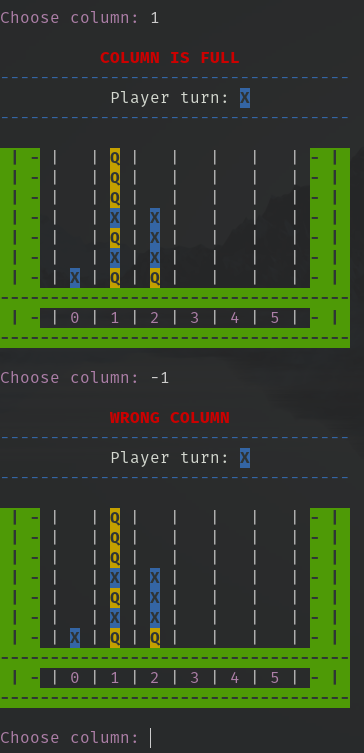 Choose column: 1
COLUMN IS FULL
-----------------------------------
Player turn: X
-----------------------------------
| - |   | Q |   |   |   |   | - |
| - |   | Q |   |   |   |   | - |
| - |   | Q |   |   |   |   | - |
| - |   | X | X |   |   |   | - |
| - |   | Q | X |   |   |   | - |
| - |   | X | X |   |   |   | - |
| - | X | Q | Q |   |   |   | - |
-----------------------------------
| - | 0 | 1 | 2 | 3 | 4 | 5 | - |
-----------------------------------
Choose column: -1
WRONG COLUMN
-----------------------------------
Player turn: X
-----------------------------------
| - |   | Q |   |   |   |   | - |
| - |   | Q |   |   |   |   | - |
| - |   | Q |   |   |   |   | - |
| - |   | X | X |   |   |   | - |
| - |   | Q | X |   |   |   | - |
| - |   | X | X |   |   |   | - |
| - | X | Q | Q |   |   |   | - |
-----------------------------------
| - | 0 | 1 | 2 | 3 | 4 | 5 | - |
-----------------------------------
Choose column: